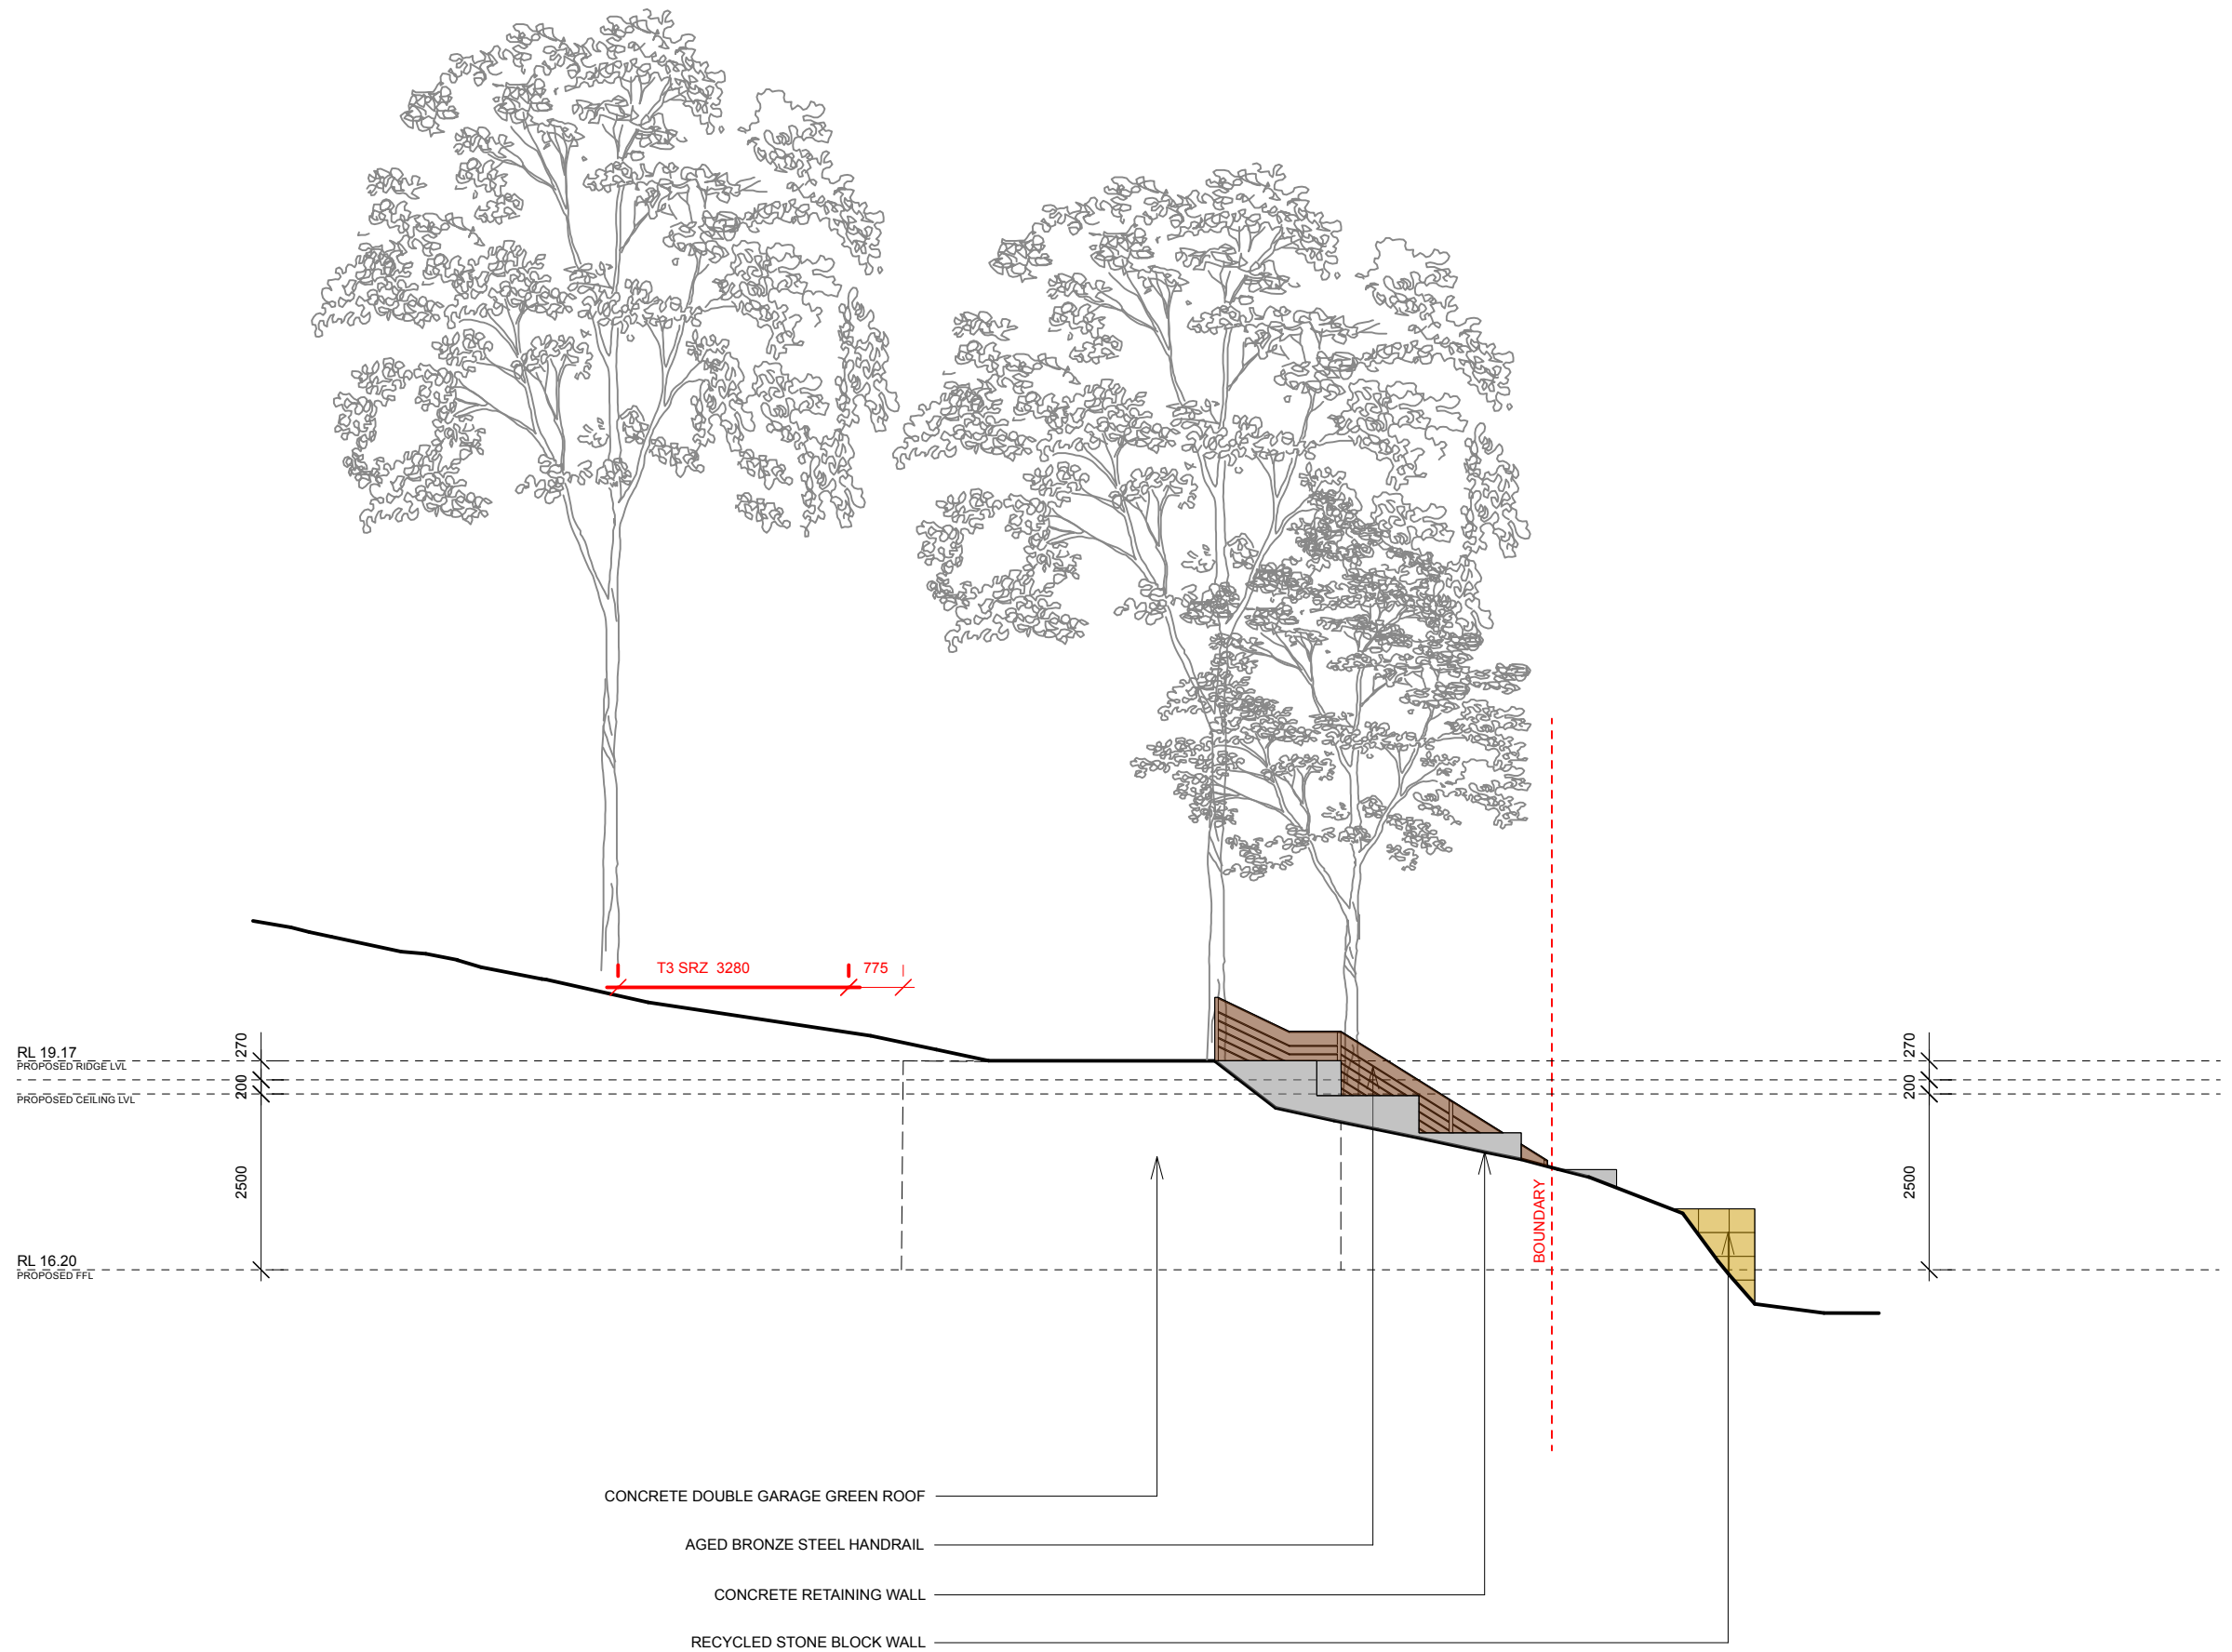 T3 SRZ 3280 775
270
270
RL 19.17
PROPOSED RIDGE LVL
200
200
PROPOSED CEILING LVL
2500
2500
BOUNDARY
RL 16.20
PROPOSED FFL
CONCRETE DOUBLE GARAGE GREEN ROOF
AGED BRONZE STEEL HANDRAIL
CONCRETE RETAINING WALL
RECYCLED STONE BLOCK WALL